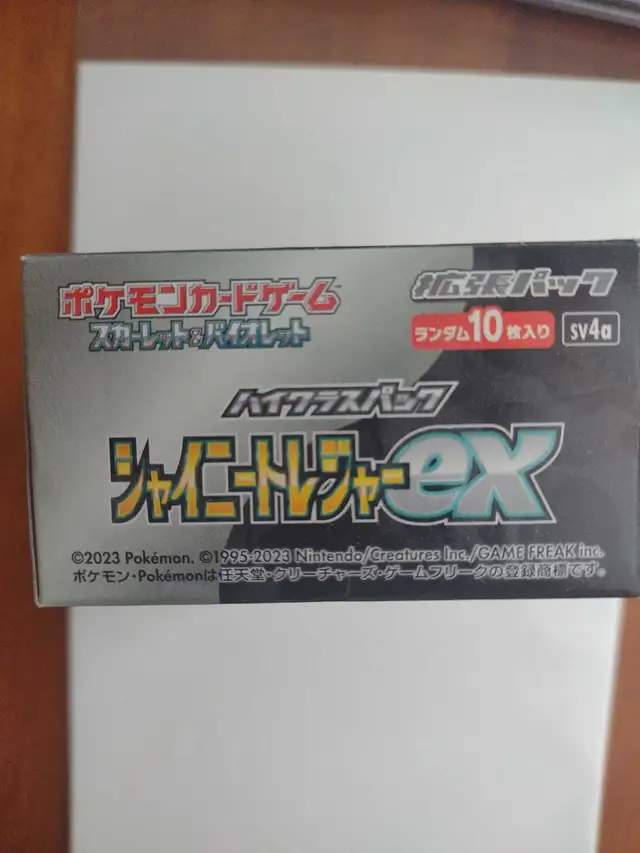 ポケモンカードゲーム
スカーレット&バイオレット
拡張パック
ランダム10枚入り SV4a
ハイクラスパック
シャイニートレジャーex
©2023 Pokémon. ©1995-2023 Nintendo/Creatures Inc./GAME FREAK inc.
ポケモン・Pokémonは任天堂・クリーチャーズ・ゲームフリークの登録商標です。